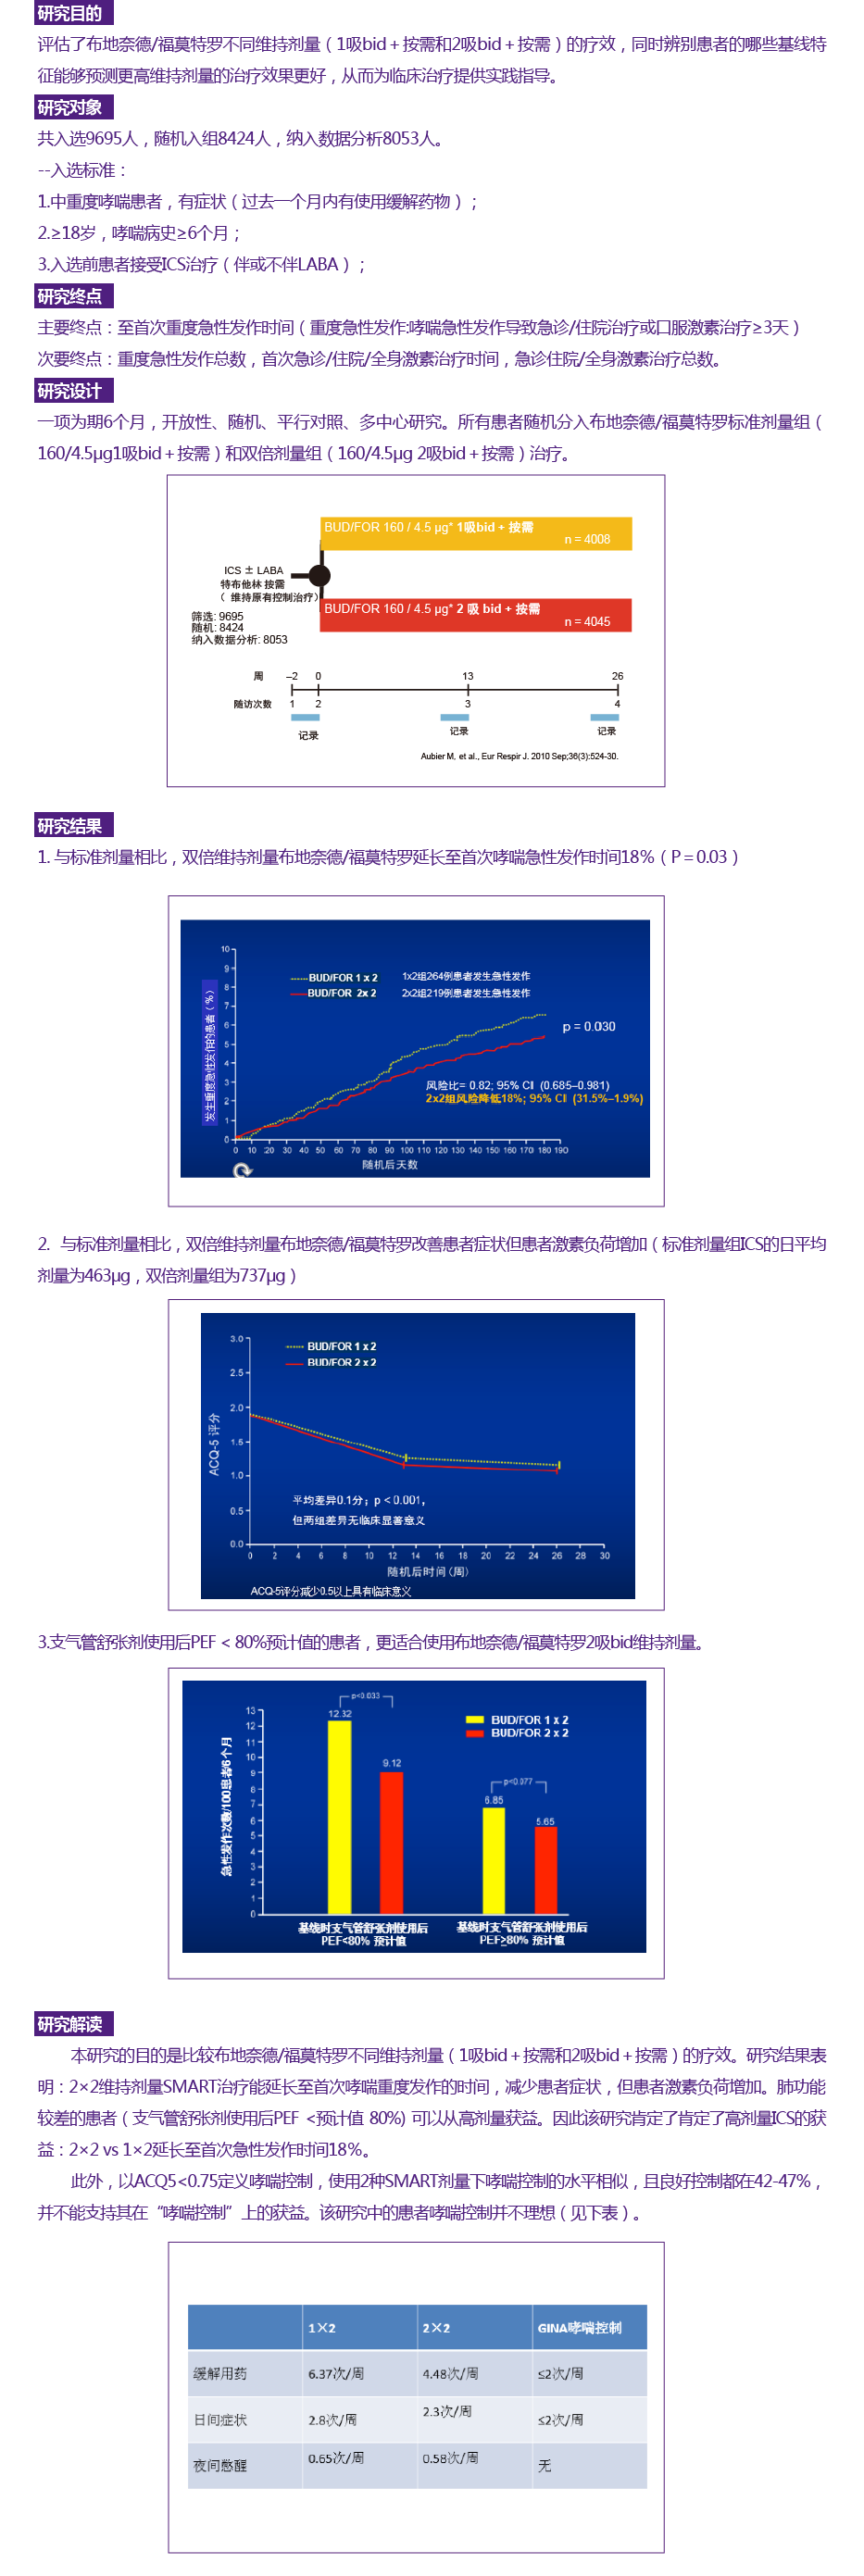 研究目的
评估了布地奈德/福莫特罗不同维持剂量（1吸bid＋按需和2吸bid＋按需）的疗效，同时辨别患者的哪些基线特
征能够预测更高维持剂量的治疗效果更好，从而为临床治疗提供实践指导。
研究对象
共入选9695人，随机入组8424人，纳入数据分析8053人。
--入选标准：
1.中重度哮喘患者，有症状（过去一个月内有使用缓解药物）；
2.≥18岁，哮喘病史≥6个月；
3.入选前患者接受ICS治疗（伴或不伴LABA）；
研究终点
主要终点：至首次重度急性发作时间（重度急性发作:哮喘急性发作导致急诊/住院治疗或口服激素治疗≥3天）
次要终点：重度急性发作总数，首次急诊/住院/全身激素治疗时间，急诊住院/全身激素治疗总数。
研究设计
一项为期6个月，开放性、随机、平行对照、多中心研究。所有患者随机分入布地奈德/福莫特罗标准剂量组（
160/4.5μg1吸bid＋按需）和双倍剂量组（160/4.5μg 2吸bid＋按需）治疗。
BUD/FOR 160 / 4.5 μg* 1吸bid + 按需
n = 4008
ICS ± LABA
特布他林 按需
（ 维持原有控制治疗）
BUD/FOR 160 / 4.5 μg* 2 吸 bid + 按需
n = 4045
筛选: 9695
随机: 8424
纳入数据分析: 8053
周 –2 0 13 26
随访次数 1 2 3 4
记录 记录 记录
Aubier M, et al., Eur Respir J. 2010 Sep;36(3):524-30.
研究结果
1. 与标准剂量相比，双倍维持剂量布地奈德/福莫特罗延长至首次哮喘急性发作时间18%（P＝0.03）
发生重度急性发作的患者（%）
10
9
8
7
6
5
4
3
2
1
0
BUD/FOR 1 x 2 1x2组264例患者发生急性发作
BUD/FOR 2x 2 2x2组219例患者发生急性发作
p = 0.030
风险比= 0.82; 95% CI (0.685–0.981)
2x2组风险降低18%; 95% CI (31.5%–1.9%)
0 10 20 30 40 50 60 70 80 90 100 110 120 130 140 150 160 170 180 190
随机后天数
2. 与标准剂量相比，双倍维持剂量布地奈德/福莫特罗改善患者症状但患者激素负荷增加（标准剂量组ICS的日平均
剂量为463μg，双倍剂量组为737μg）
ACQ-5 评分
3.0
2.5
2.0
1.5
1.0
0.5
0.0
BUD/FOR 1 x 2
BUD/FOR 2 x 2
平均差异0.1分；p < 0.001,
但两组差异无临床显著意义
0 2 4 6 8 10 12 14 16 18 20 22 24 26 28 30
随机后时间(周)
ACQ-5评分减少0.5以上具有临床意义
3.支气管舒张剂使用后PEF < 80%预计值的患者，更适合使用布地奈德/福莫特罗2吸bid维持剂量。
急性发作次数/100患者/6个月
13
12
11
10
9
8
7
6
5
4
3
2
1
0
p<0.033
12.32
9.12
BUD/FOR 1 x 2
BUD/FOR 2 x 2
p<0.077
6.85
5.65
基线时支气管舒张剂使用后
PEF<80% 预计值
基线时支气管舒张剂使用后
PEF≥80% 预计值
研究解读
本研究的目的是比较布地奈德/福莫特罗不同维持剂量（1吸bid＋按需和2吸bid＋按需）的疗效。研究结果表
明：2×2维持剂量SMART治疗能延长至首次哮喘重度发作的时间，减少患者症状，但患者激素负荷增加。肺功能
较差的患者（支气管舒张剂使用后PEF <预计值 80%) 可以从高剂量获益。因此该研究肯定了肯定了高剂量ICS的获
益：2×2 vs 1×2延长至首次急性发作时间18%。
此外，以ACQ5<0.75定义哮喘控制，使用2种SMART剂量下哮喘控制的水平相似，且良好控制都在42-47%，
并不能支持其在“哮喘控制”上的获益。该研究中的患者哮喘控制并不理想（见下表）。
1×2 2×2 GINA哮喘控制
缓解用药 6.37次/周 4.48次/周 ≤2次/周
日间症状 2.8次/周 2.3次/周 ≤2次/周
夜间憋醒 0.65次/周 0.58次/周 无